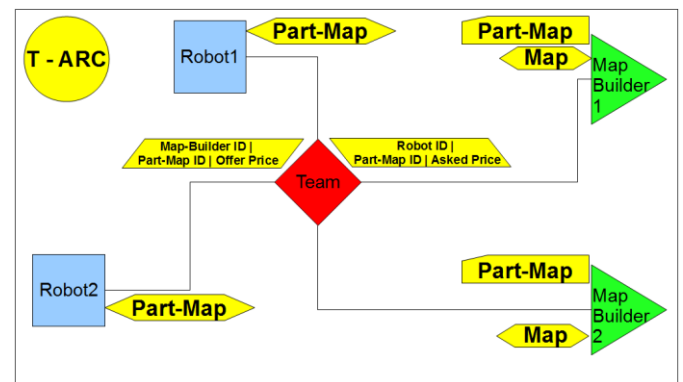 T - ARC
Robot1
Part-Map
Part-Map
Map
Map
Builder
1
Map-Builder ID |
Part-Map ID | Offer Price
Robot ID |
Part-Map ID | Asked Price
Team
Robot2
Part-Map
Part-Map
Map
Map
Builder
2